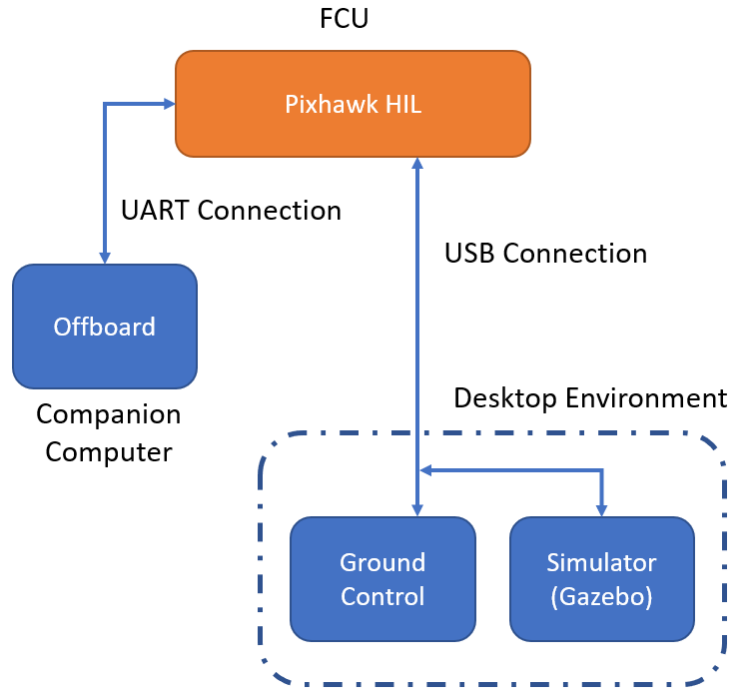 FCU
Pixhawk HIL
UART Connection
USB Connection
Offboard
Companion
Computer
Desktop Environment
Ground
Control
Simulator
(Gazebo)